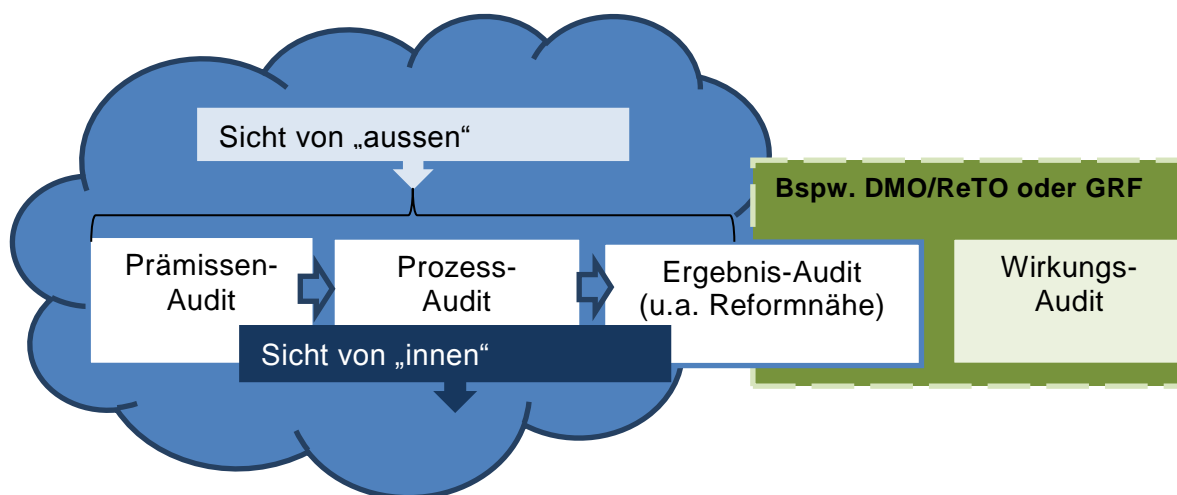 Sicht von „aussen“
Bspw. DMO/ReTO oder GRF
Prämissen-
Audit
Prozess-
Audit
Ergebnis-Audit
(u.a. Reformnähe)
Wirkungs-
Audit
Sicht von „innen“